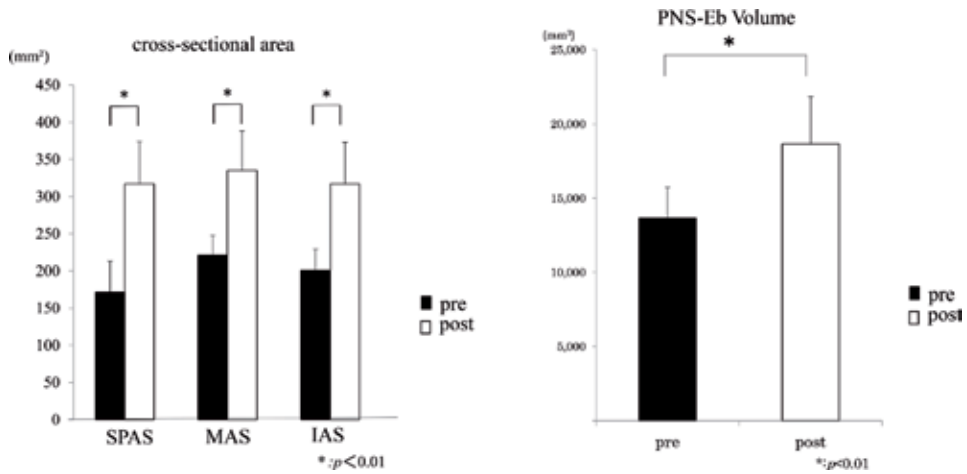 cross-sectional area
(mm²)
450
400
350
300
250
200
150
100
50
0
*
*
*
SPAS MAS IAS
pre
post
*:p<0.01
PNS-Eb Volume
(mm³)
25,000
20,000
15,000
10,000
5,000
*
pre post
pre
post
*:p<0.01